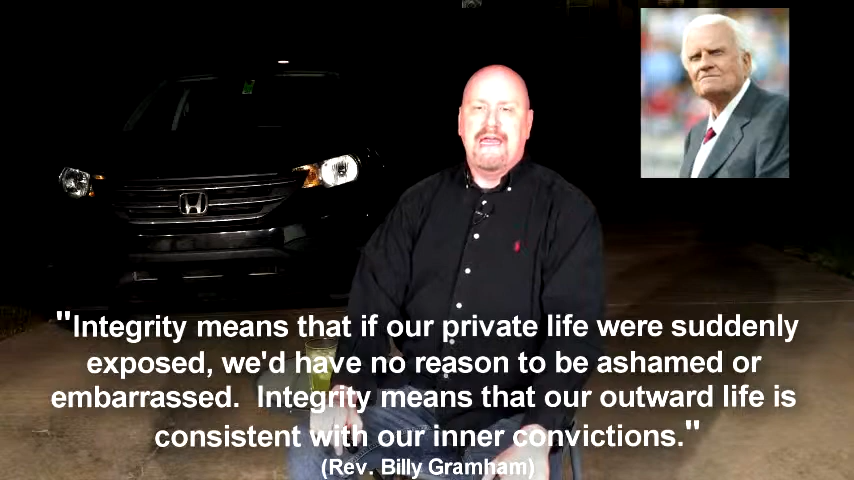 "Integrity means that if our private life were suddenly
exposed, we'd have no reason to be ashamed or
embarrassed. Integrity means that our outward life is
consistent with our inner convictions."
(Rev. Billy Gramham)